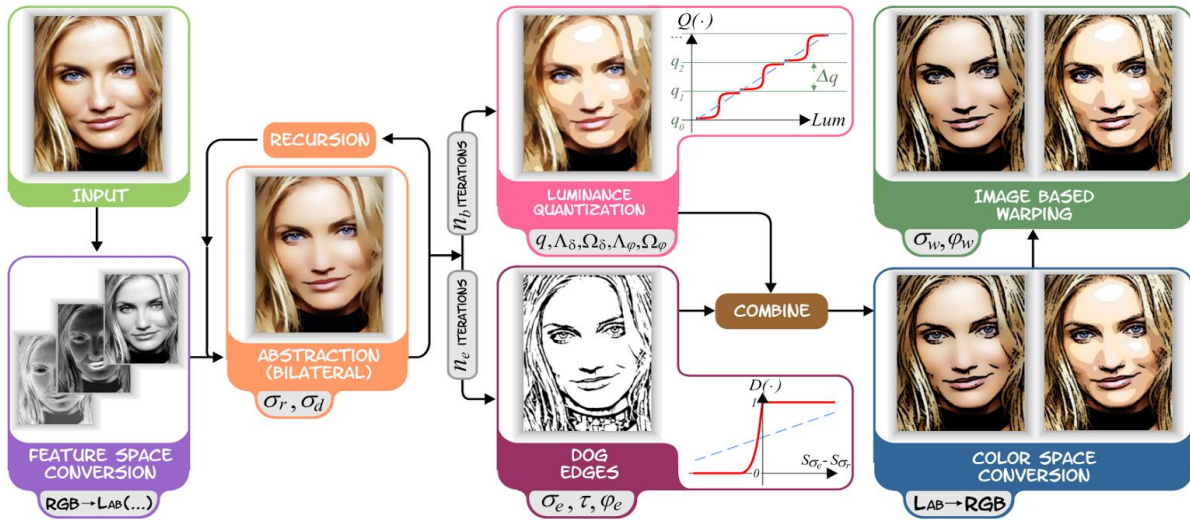 INPUT
FEATURE SPACE
CONVERSION
RGB→LAB(...)
RECURSION
ABSTRACTION
(BILATERAL)
σr , σd
nb ITERATIONS
ne ITERATIONS
LUMINANCE
QUANTIZATION
q,Λδ,Ωδ,Λφ,Ωφ
Q(·)
...
q2
q1
q0
Δq
Lum
DOG
EDGES
σe , τ, φe
D(·)
1
0
Sσe-Sσr
COMBINE
IMAGE BASED
WARPING
σw, φw
COLOR SPACE
CONVERSION
LAB→RGB